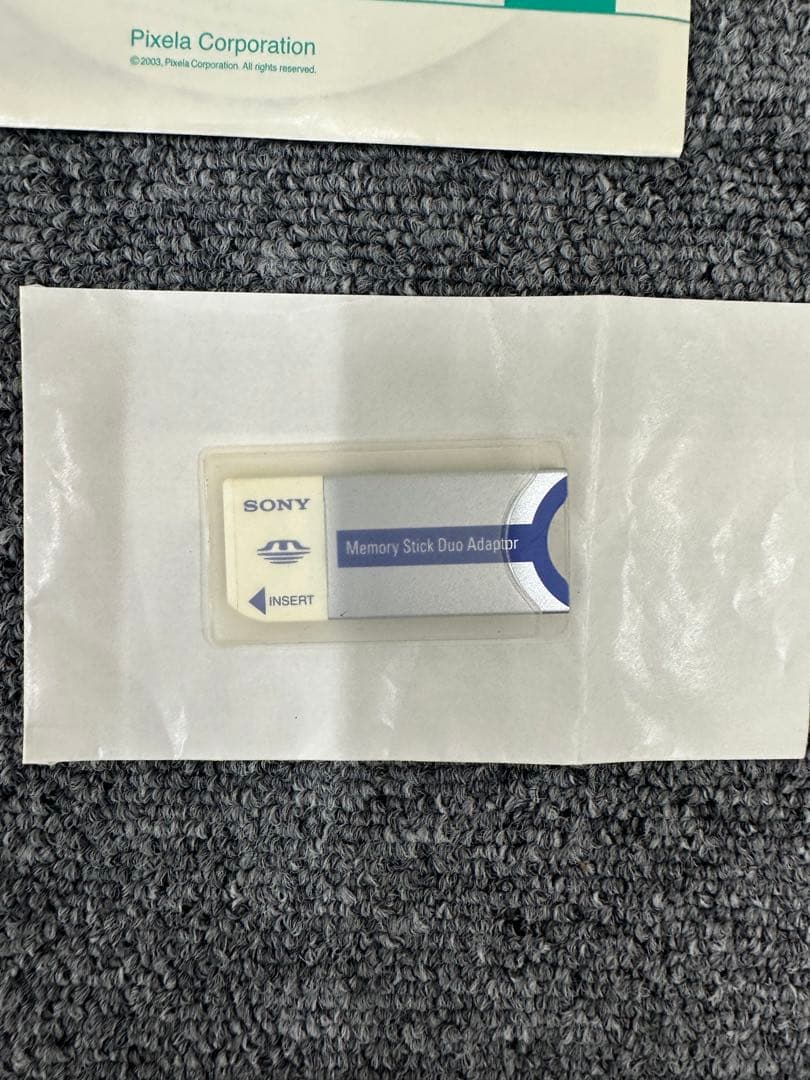 Pixela Corporation
©2003, Pixela Corporation. All rights reserved.
SONY
Memory Stick Duo Adaptor
INSERT